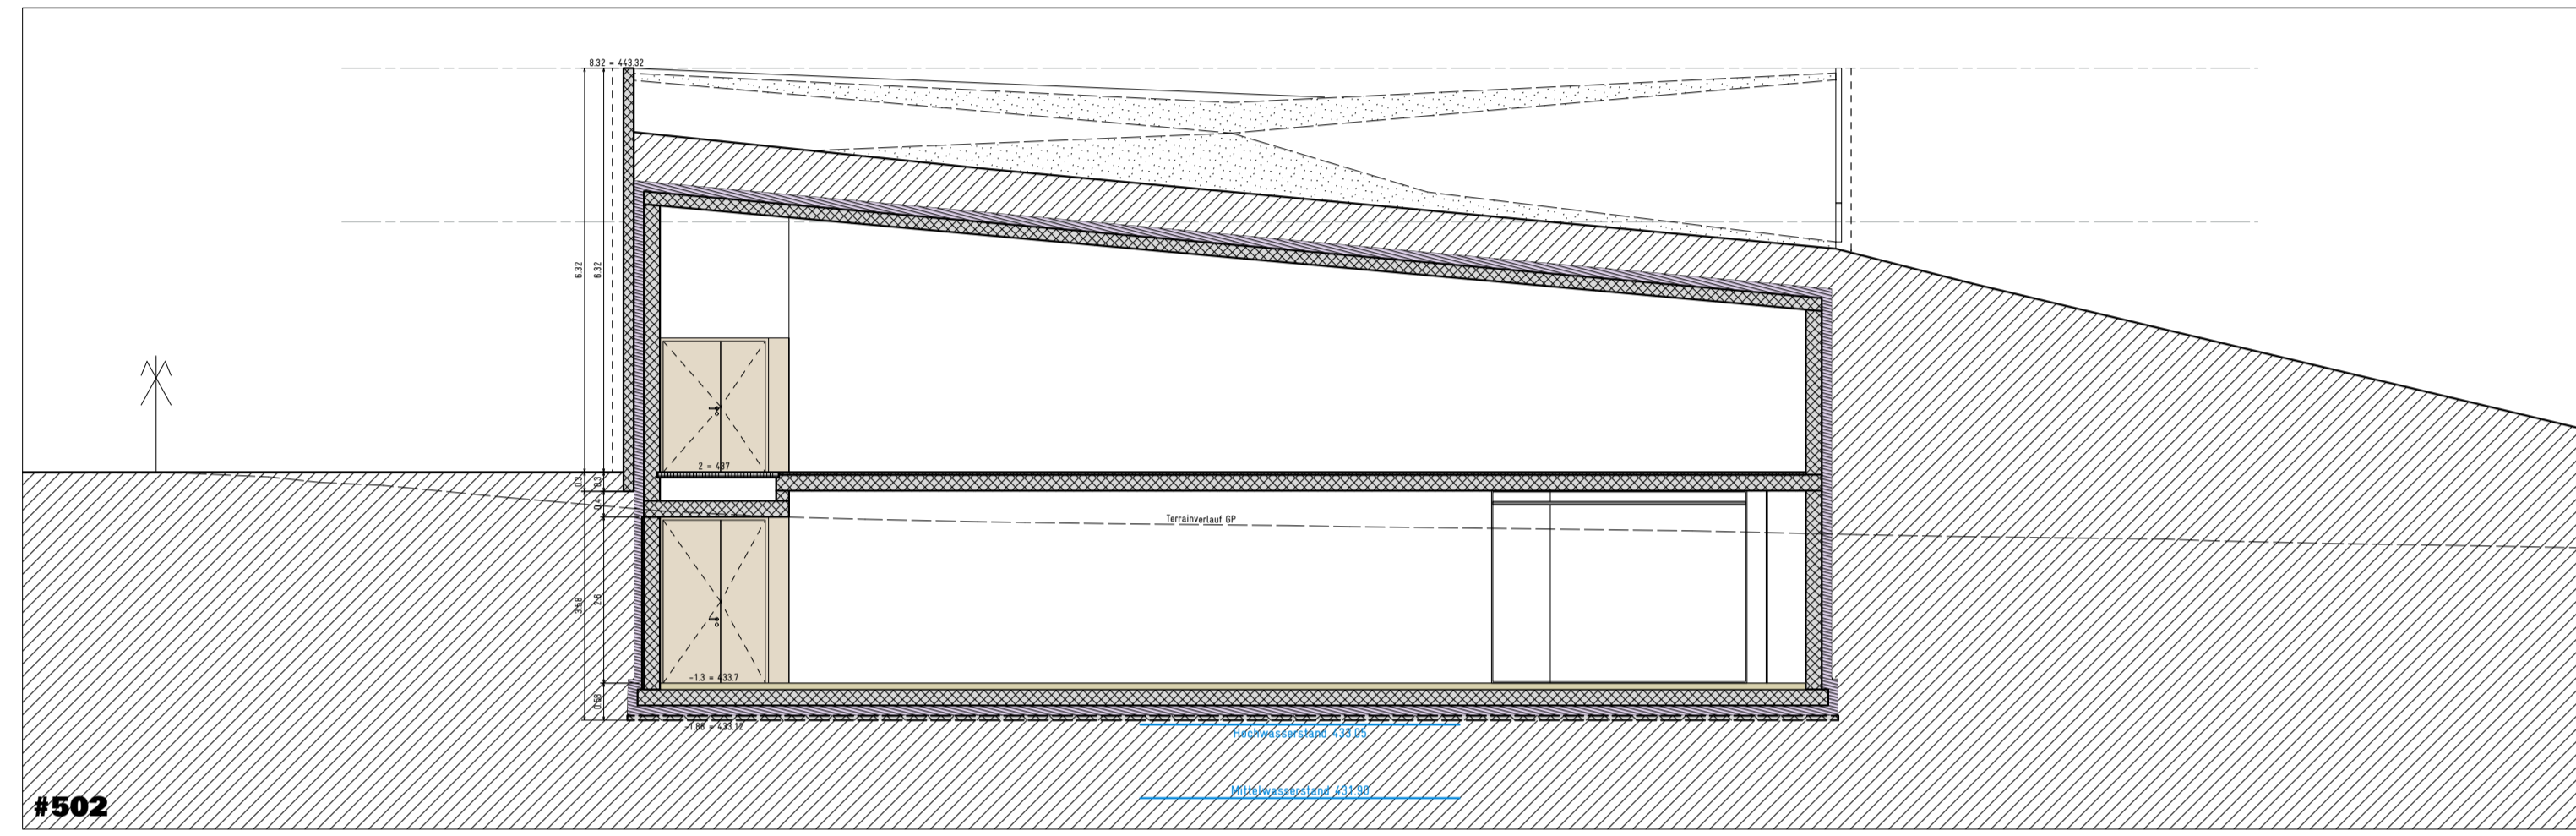 8.32 = 443.32
6.32
6.32
2 = 437
0.3
0.3
0.4
Terrainverlauf GP
3.58
2.6
-1.3 = 433.7
0.58
-1.88 = 433.12
Hochwasserstand 433.05
Mittelwasserstand 431.90
#502